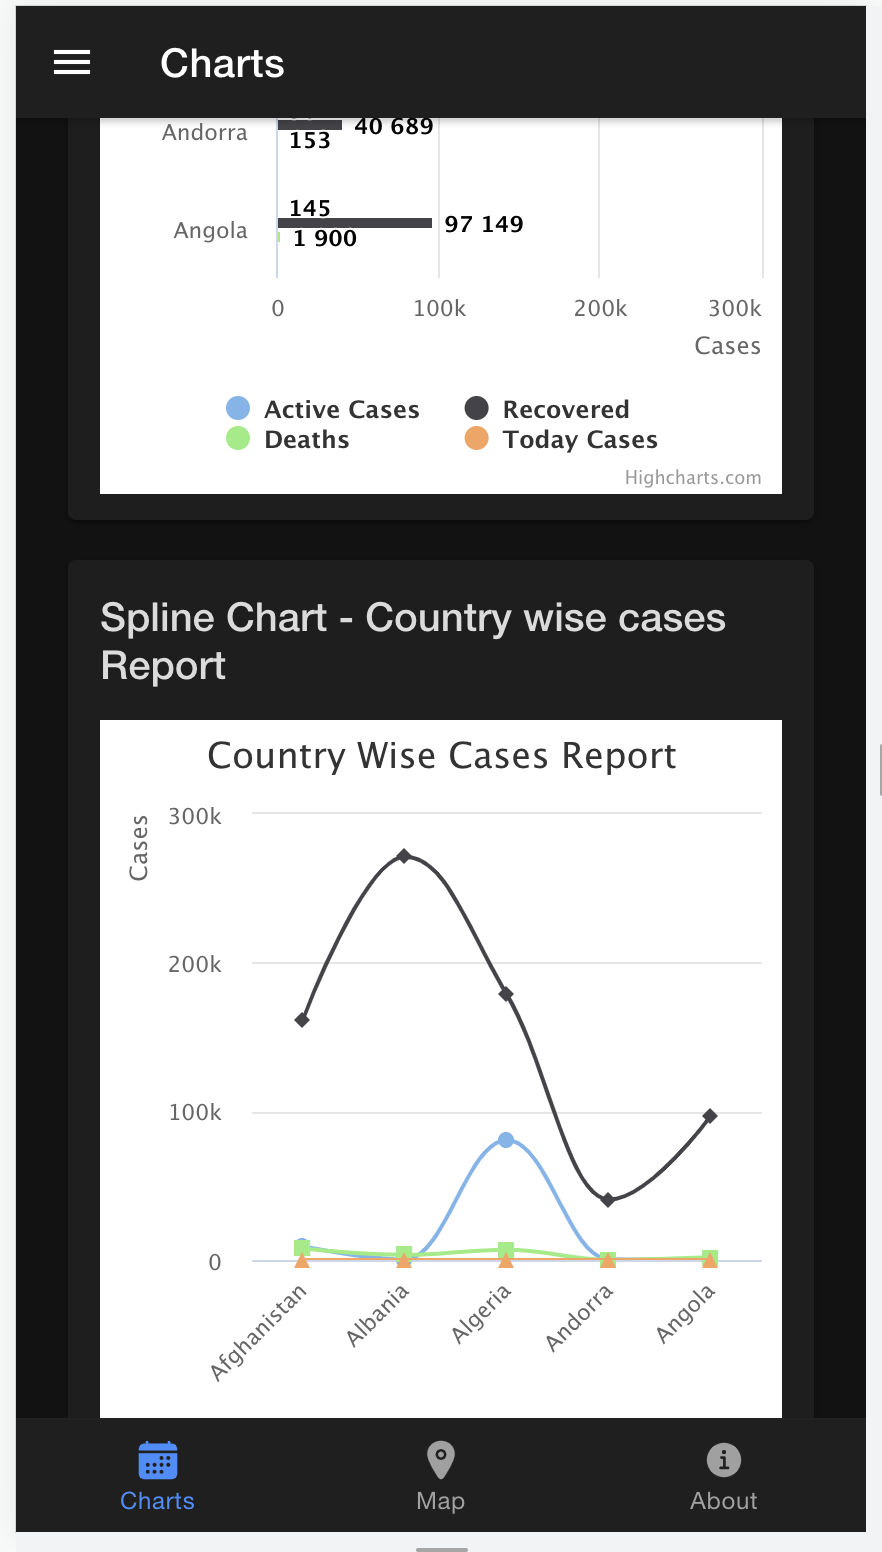 Charts
Andorra
40 689
153
145
Angola
97 149
1 900
0 100k 200k 300k
Cases
Active Cases Recovered
Deaths Today Cases
Highcharts.com
Spline Chart - Country wise cases
Report
Country Wise Cases Report
Cases
300k
200k
100k
0
Afghanistan Albania Algeria Andorra Angola
Charts Map About